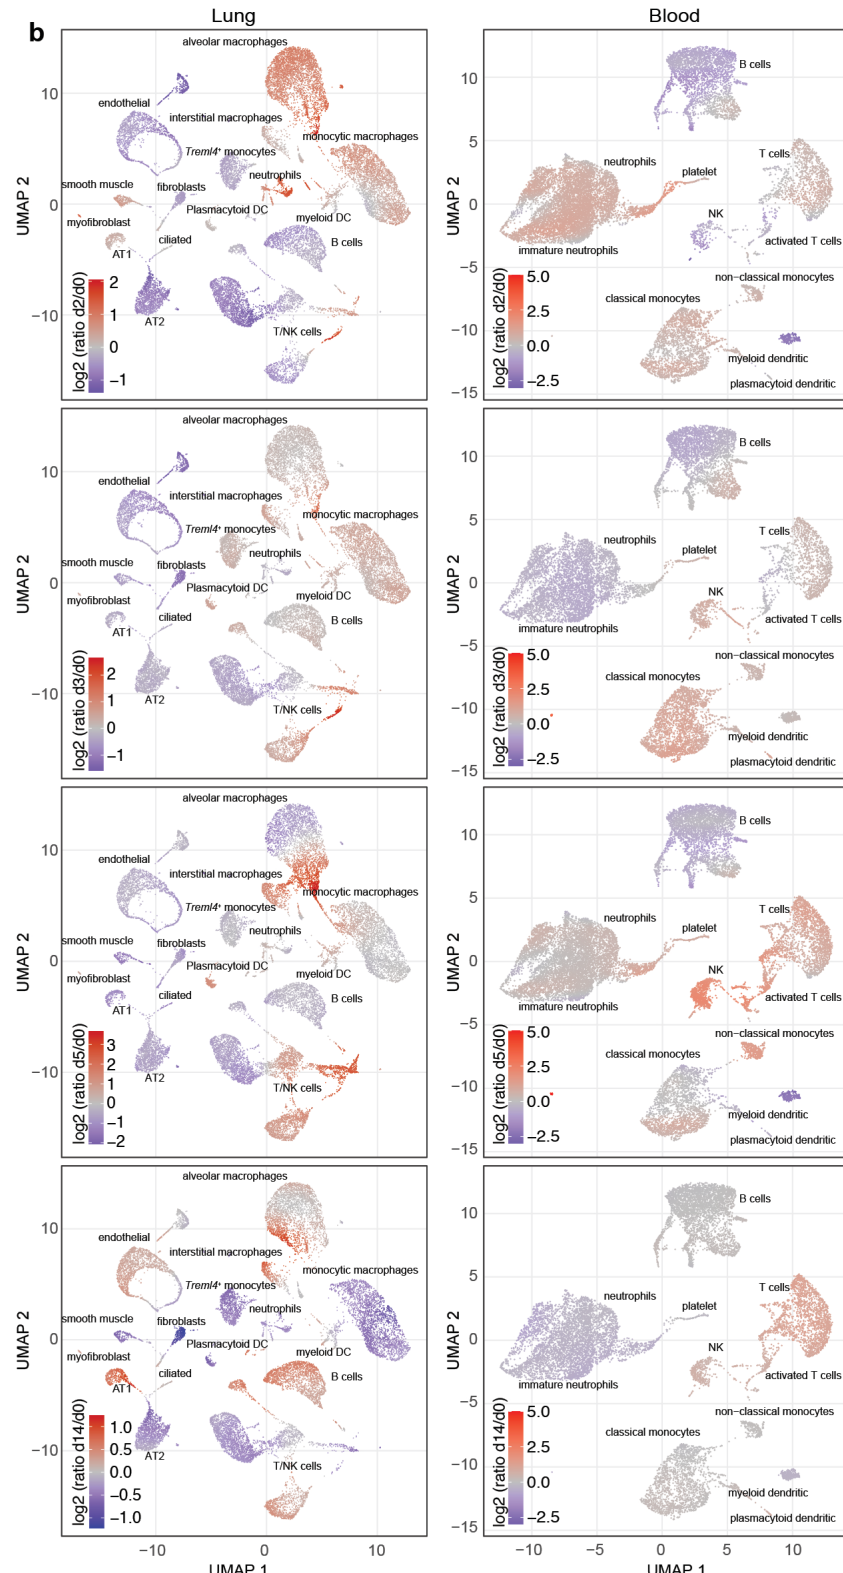 b
Lung
Blood
alveolar macrophages
endothelial
interstitial macrophages
monocytic macrophages
Treml4+ monocytes
neutrophils
smooth muscle
fibroblasts
Plasmacytoid DC
myeloid DC
myofibroblast
ciliated
B cells
AT1
AT2
T/NK cells
UMAP 2
10
0
−10
log2 (ratio d2/d0)
2
1
0
−1
B cells
T cells
neutrophils
platelet
NK
immature neutrophils
activated T cells
non−classical monocytes
classical monocytes
myeloid dendritic
plasmacytoid dendritic
UMAP 2
10
5
0
−5
−10
−15
log2 (ratio d2/d0)
5.0
2.5
0.0
−2.5
alveolar macrophages
endothelial
interstitial macrophages
monocytic macrophages
Treml4+ monocytes
neutrophils
smooth muscle
fibroblasts
Plasmacytoid DC
myeloid DC
myofibroblast
ciliated
B cells
AT1
AT2
T/NK cells
UMAP 2
10
0
−10
log2 (ratio d3/d0)
2
1
0
−1
B cells
T cells
neutrophils
platelet
NK
immature neutrophils
activated T cells
non−classical monocytes
classical monocytes
myeloid dendritic
plasmacytoid dendritic
UMAP 2
10
5
0
−5
−10
−15
log2 (ratio d3/d0)
5.0
2.5
0.0
−2.5
alveolar macrophages
endothelial
interstitial macrophages
monocytic macrophages
Treml4+ monocytes
neutrophils
smooth muscle
fibroblasts
Plasmacytoid DC
myeloid DC
myofibroblast
ciliated
B cells
AT1
AT2
T/NK cells
UMAP 2
10
0
−10
log2 (ratio d5/d0)
3
2
1
0
−1
−2
B cells
T cells
neutrophils
platelet
NK
immature neutrophils
activated T cells
non−classical monocytes
classical monocytes
myeloid dendritic
plasmacytoid dendritic
UMAP 2
10
5
0
−5
−10
−15
log2 (ratio d5/d0)
5.0
2.5
0.0
−2.5
alveolar macrophages
endothelial
interstitial macrophages
monocytic macrophages
Treml4+ monocytes
neutrophils
smooth muscle
fibroblasts
Plasmacytoid DC
myeloid DC
myofibroblast
ciliated
B cells
AT1
AT2
T/NK cells
UMAP 2
10
0
−10
log2 (ratio d14/d0)
1.0
0.5
0.0
−0.5
−1.0
−10
0
10
UMAP 1
B cells
T cells
neutrophils
platelet
NK
immature neutrophils
activated T cells
non−classical monocytes
classical monocytes
myeloid dendritic
plasmacytoid dendritic
UMAP 2
10
5
0
−5
−10
−15
log2 (ratio d14/d0)
5.0
2.5
0.0
−2.5
−10
−5
0
5
10
UMAP 1